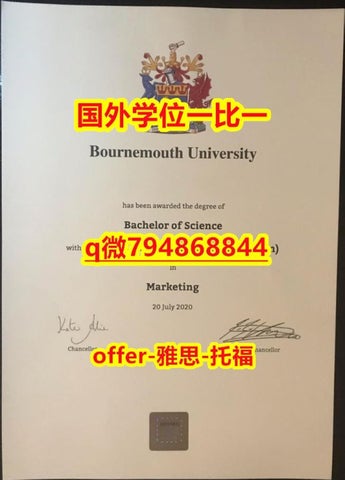 国外学位一比一
Bournemouth University
has been awarded the degree of
Bachelor of Science
with
q微794868844
in
Marketing
20 July 2020
offer-雅思-托福